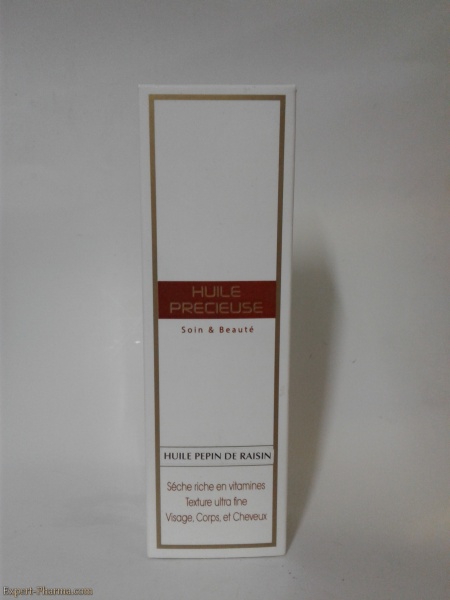 HUILE
PRECIEUSE
Soin & Beauté
HUILE PEPIN DE RAISIN
Séche riche en vitamines
Texture ultra fine
Visage, Corps, et Cheveux
Expert-Pharma.com